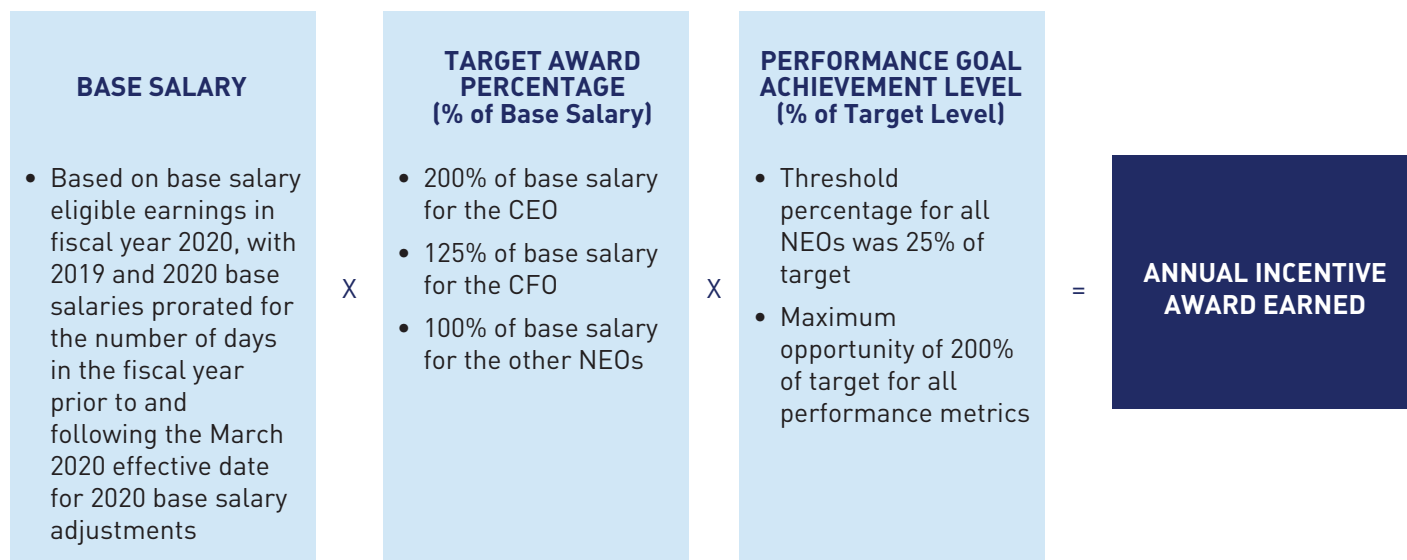 BASE SALARY
• Based on base salary
eligible earnings in
fiscal year 2020, with
2019 and 2020 base
salaries prorated for
the number of days
in the fiscal year
prior to and
following the March
2020 effective date
for 2020 base salary
adjustments
X
TARGET AWARD
PERCENTAGE
(% of Base Salary)
• 200% of base salary
for the CEO
• 125% of base salary
for the CFO
• 100% of base salary
for the other NEOs
X
PERFORMANCE GOAL
ACHIEVEMENT LEVEL
(% of Target Level)
• Threshold
percentage for all
NEOs was 25% of
target
• Maximum
opportunity of 200%
of target for all
performance metrics
=
ANNUAL INCENTIVE
AWARD EARNED